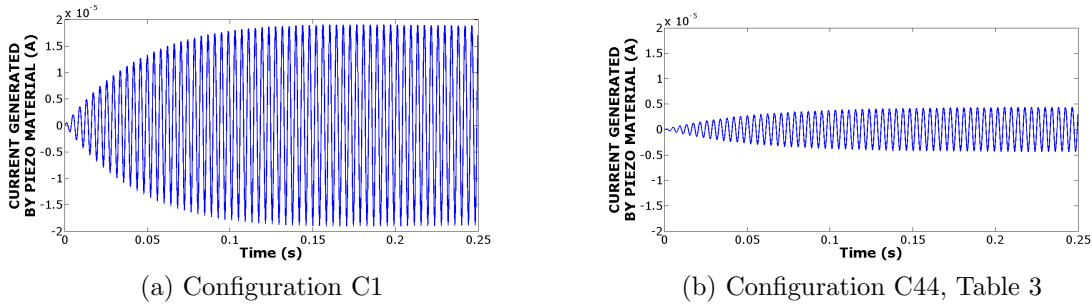 2 x 10⁻⁵
1.5
1
0.5
0
-0.5
-1
-1.5
-2
0 0.05 0.1 0.15 0.2 0.25
CURRENT GENERATED
BY PIEZO MATERIAL (A)
Time (s)
(a) Configuration C1
2 x 10⁻⁵
1.5
1
0.5
0
-0.5
-1
-1.5
-2
0 0.05 0.1 0.15 0.2 0.25
CURRENT GENERATED
BY PIEZO MATERIAL (A)
Time (s)
(b) Configuration C44, Table 3